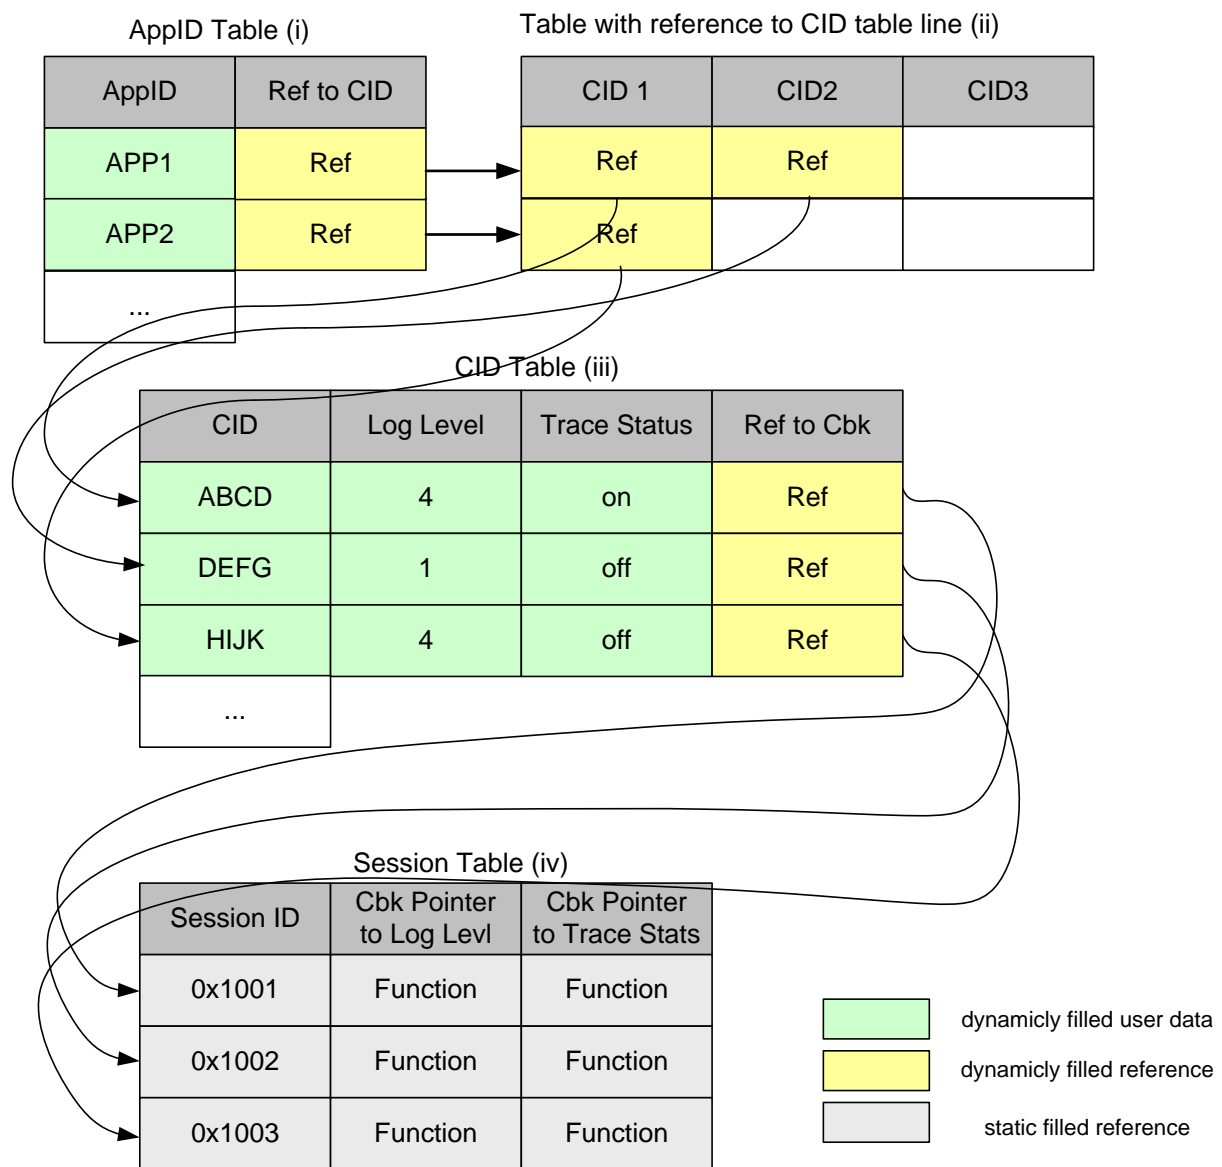 AppID Table (i)
Table with reference to CID table line (ii)
AppID Ref to CID
CID 1 CID2 CID3
APP1 Ref
Ref Ref
APP2 Ref
Ref
...
CID Table (iii)
CID Log Level Trace Status Ref to Cbk
ABCD 4 on Ref
DEFG 1 off Ref
HIJK 4 off Ref
...
Session Table (iv)
Session ID
Cbk Pointer
to Log Levl
Cbk Pointer
to Trace Stats
0x1001 Function Function
0x1002 Function Function
0x1003 Function Function
dynamicly filled user data
dynamicly filled reference
static filled reference